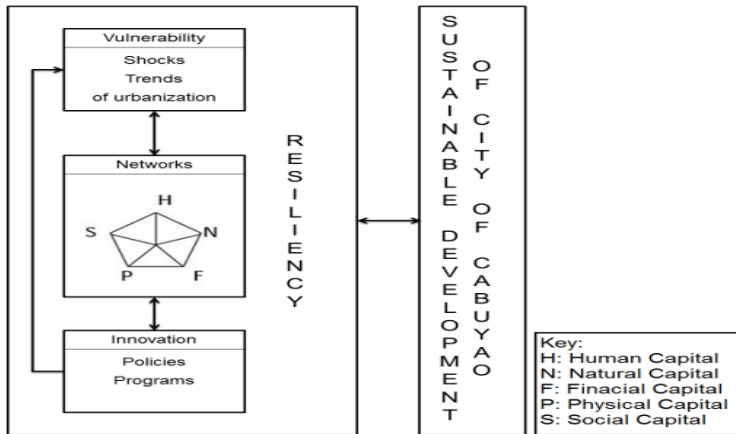 Vulnerability
Shocks
Trends
of urbanization
Networks
H
S
N
P
F
Innovation
Policies
Programs
RESILIENCY
SUSTAINABLE DEVELOPMENT
OF CITY OF CABUYAO
Key:
H: Human Capital
N: Natural Capital
F: Finacial Capital
P: Physical Capital
S: Social Capital